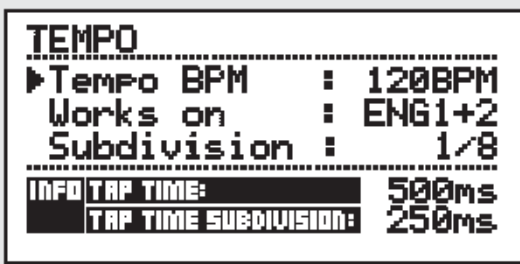 TEMPO
Tempo BPM : 120BPM
Works on : ENG1+2
Subdivision : 1/8
INFO TAP TIME: 500ms
TAP TIME SUBDIVISION: 250ms